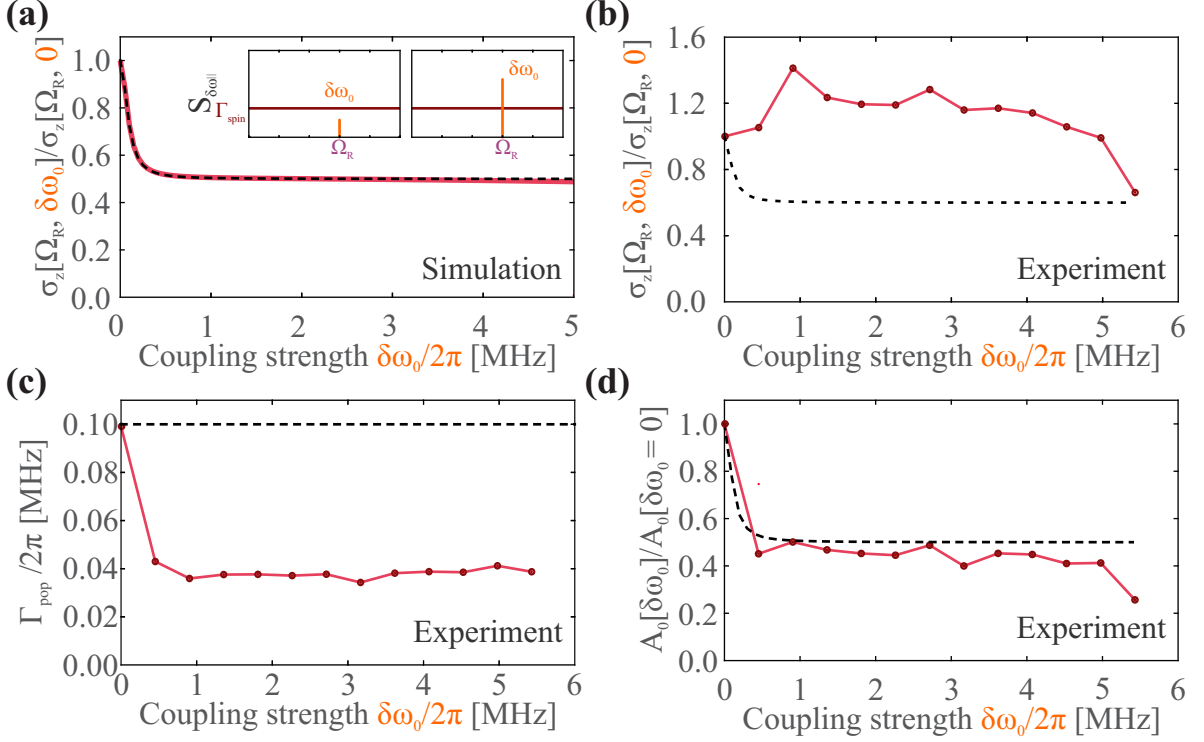 (a)
σz[ΩR, δω0]/σz[ΩR, 0]
1.0
0.8
0.6
0.4
0.2
0.0
Sδω||
Γspin
δω0
ΩR
δω0
ΩR
Simulation
0 1 2 3 4 5
Coupling strength δω0/2π [MHz]
(b)
σz[ΩR, δω0]/σz[ΩR, 0]
1.6
1.2
0.8
0.4
0.0
Experiment
0 1 2 3 4 5 6
Coupling strength δω0/2π [MHz]
(c)
Γpop/2π [MHz]
0.10
0.08
0.06
0.04
0.02
0.00
Experiment
0 1 2 3 4 5 6
Coupling strength δω0/2π [MHz]
(d)
A0[δω0]/A0[δω0 = 0]
1.0
0.8
0.6
0.4
0.2
0.0
Experiment
0 1 2 3 4 5 6
Coupling strength δω0/2π [MHz]